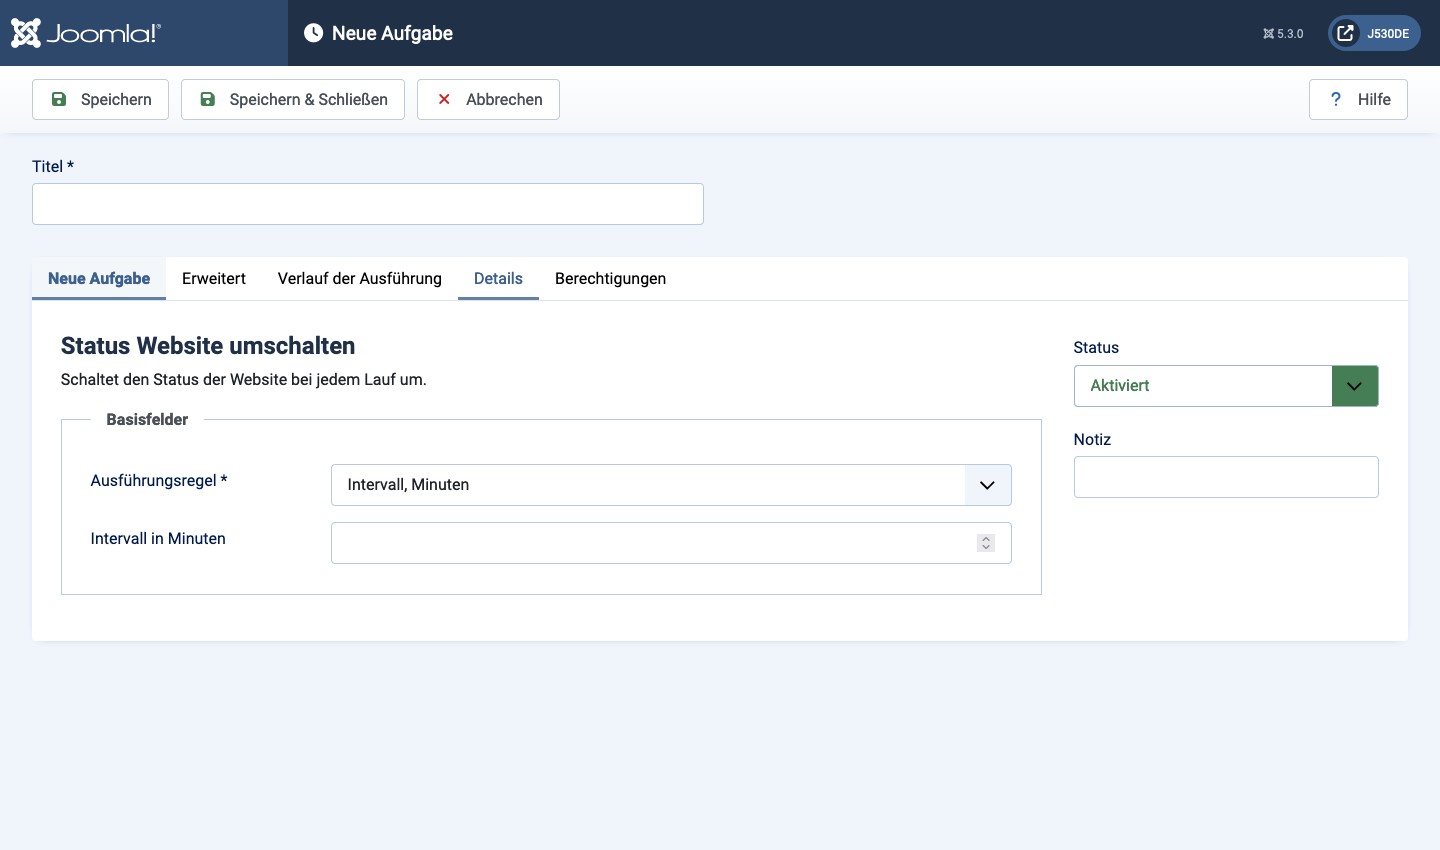 Joomla!®
Neue Aufgabe
5.3.0
J530DE
Speichern
Speichern & Schließen
Abbrechen
? Hilfe
Titel *
Neue Aufgabe
Erweitert
Verlauf der Ausführung
Details
Berechtigungen
Status Website umschalten
Schaltet den Status der Website bei jedem Lauf um.
Basisfelder
Ausführungsregel *
Intervall, Minuten
Intervall in Minuten
Status
Aktiviert
Notiz